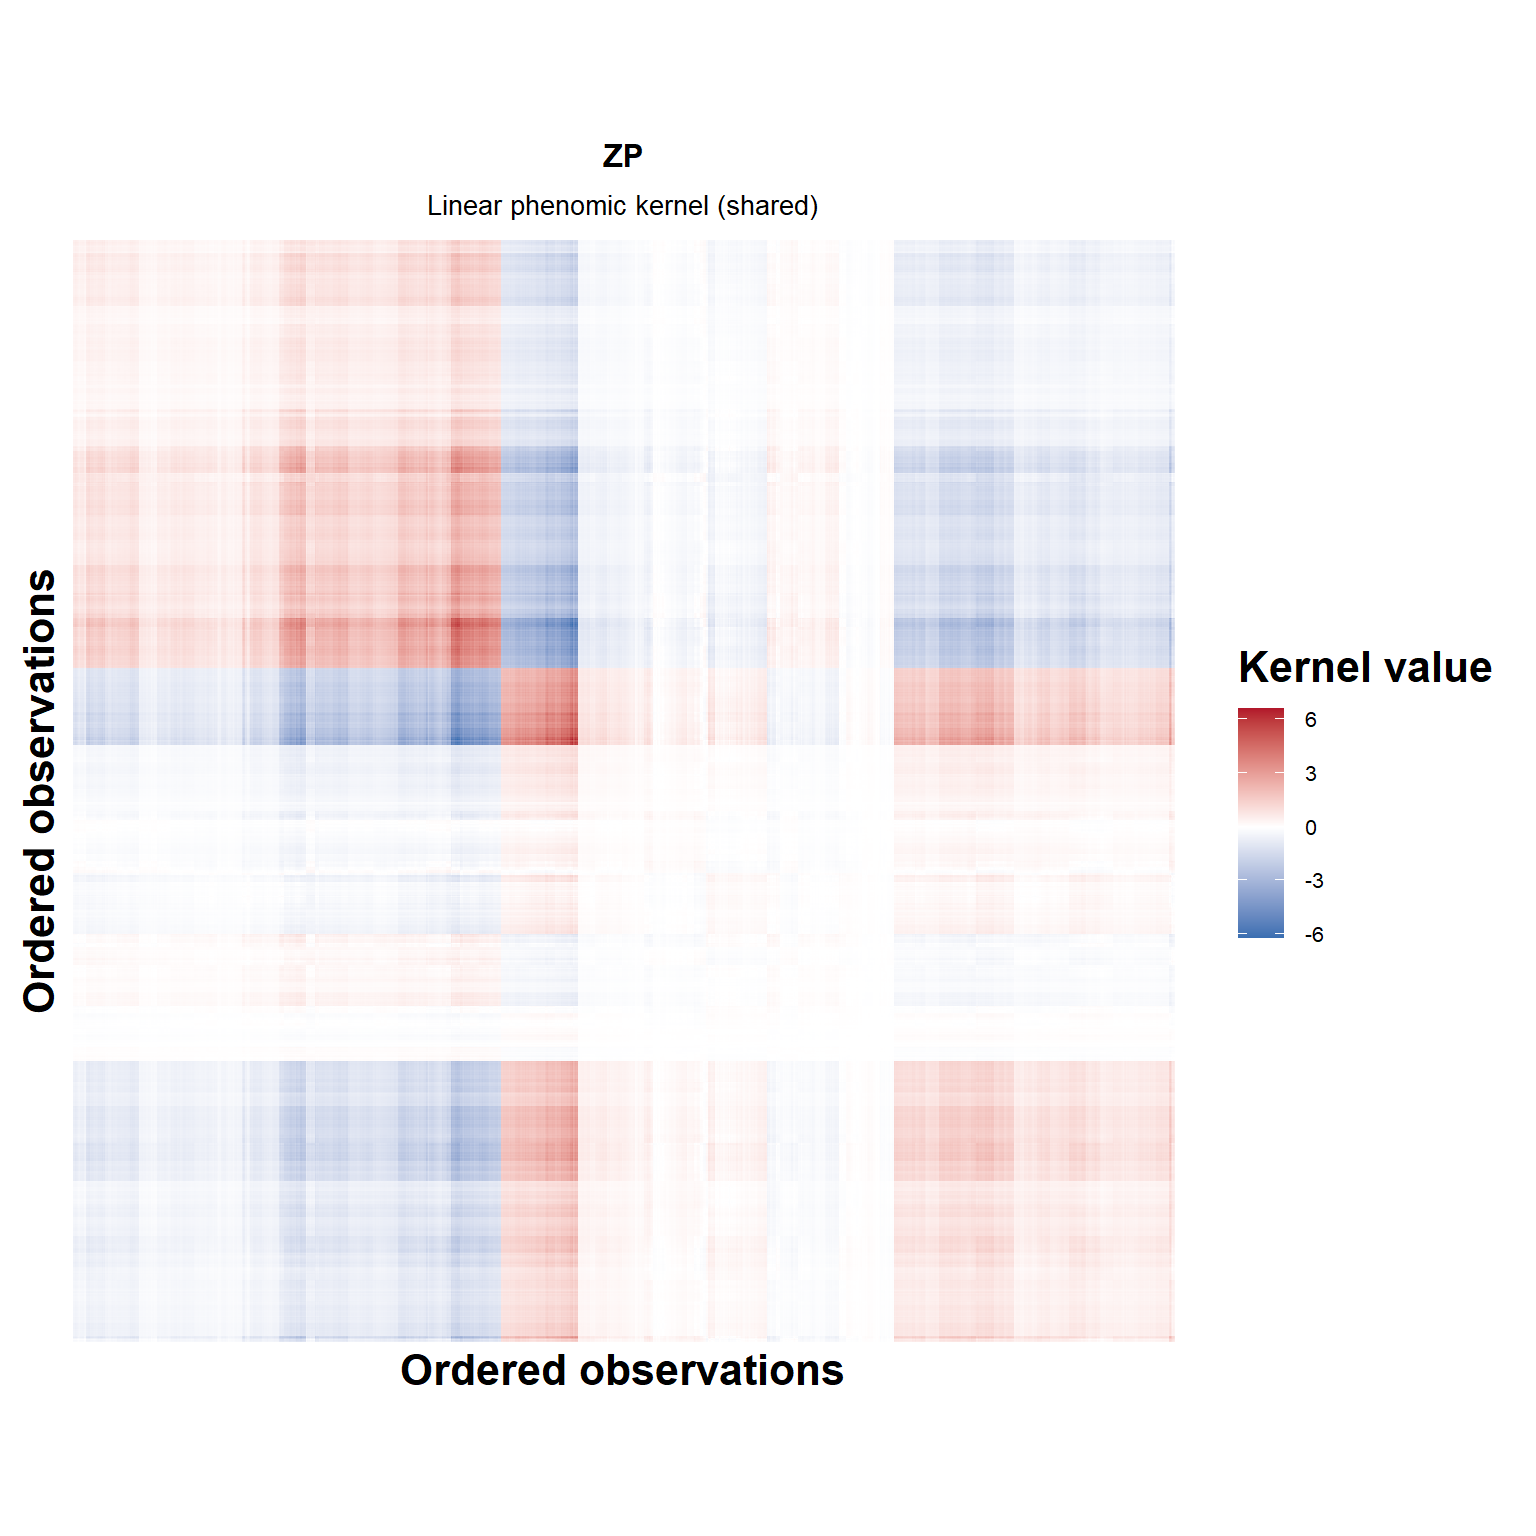 ZP
Linear phenomic kernel (shared)
Ordered observations
Kernel value
6
3
0
-3
-6
Ordered observations